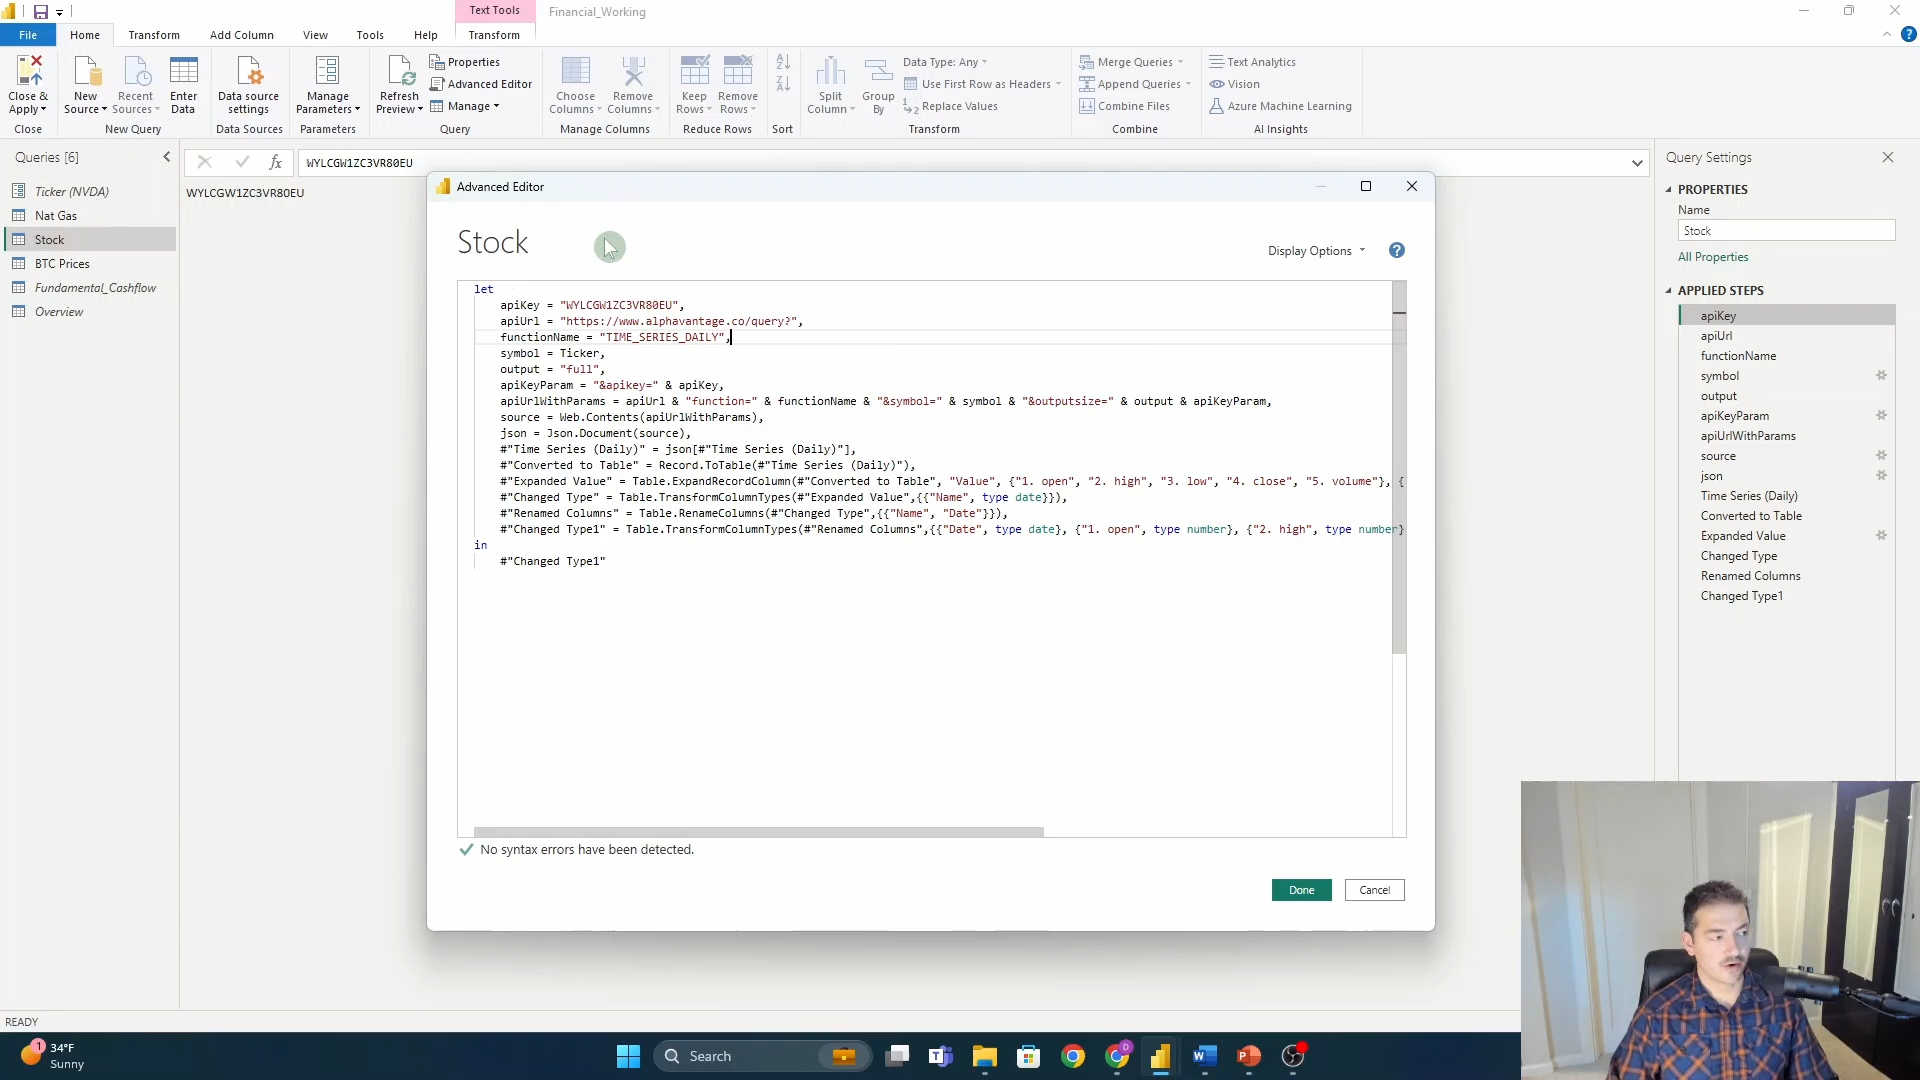 Text Tools
Financial_Working
File
Home
Transform
Add Column
View
Tools
Help
Transform
Close & Apply
Close
New Source
Recent Sources
Enter Data
New Query
Data source settings
Data Sources
Manage Parameters
Parameters
Refresh Preview
Properties
Advanced Editor
Manage
Query
Choose Columns
Remove Columns
Manage Columns
Keep Rows
Remove Rows
Reduce Rows
Sort
Split Column
Group By
Data Type: Any
Use First Row as Headers
Replace Values
Transform
Merge Queries
Append Queries
Combine Files
Combine
Text Analytics
Vision
Azure Machine Learning
AI Insights
Queries [6]
Ticker (NVDA)
Nat Gas
Stock
BTC Prices
Fundamental_Cashflow
Overview
fx
WYLCGW1ZC3VR80EU
WYLCGW1ZC3VR80EU
Advanced Editor
Stock
Display Options
?
let
apiKey = "WYLCGW1ZC3VR80EU",
apiUrl = "https://www.alphavantage.co/query?",
functionName = "TIME_SERIES_DAILY",
symbol = Ticker,
output = "full",
apiKeyParam = "&apikey=" & apiKey,
apiUrlWithParams = apiUrl & "function=" & functionName & "&symbol=" & symbol & "&outputsize=" & output & apiKeyParam,
source = Web.Contents(apiUrlWithParams),
json = Json.Document(source),
#"Time Series (Daily)" = json[#"Time Series (Daily)"],
#"Converted to Table" = Record.ToTable(#"Time Series (Daily)"),
#"Expanded Value" = Table.ExpandRecordColumn(#"Converted to Table", "Value", {"1. open", "2. high", "3. low", "4. close", "5. volume"}, {
#"Changed Type" = Table.TransformColumnTypes(#"Expanded Value",{{"Name", type date}}),
#"Renamed Columns" = Table.RenameColumns(#"Changed Type",{{"Name", "Date"}}),
#"Changed Type1" = Table.TransformColumnTypes(#"Renamed Columns",{{"Date", type date}, {"1. open", type number}, {"2. high", type number}
in
#"Changed Type1"
No syntax errors have been detected.
Done
Cancel
Query Settings
PROPERTIES
Name
Stock
All Properties
APPLIED STEPS
apiKey
apiUrl
functionName
symbol
output
apiKeyParam
apiUrlWithParams
source
json
Time Series (Daily)
Converted to Table
Expanded Value
Changed Type
Renamed Columns
Changed Type1
READY
1
34°F
Sunny
Search